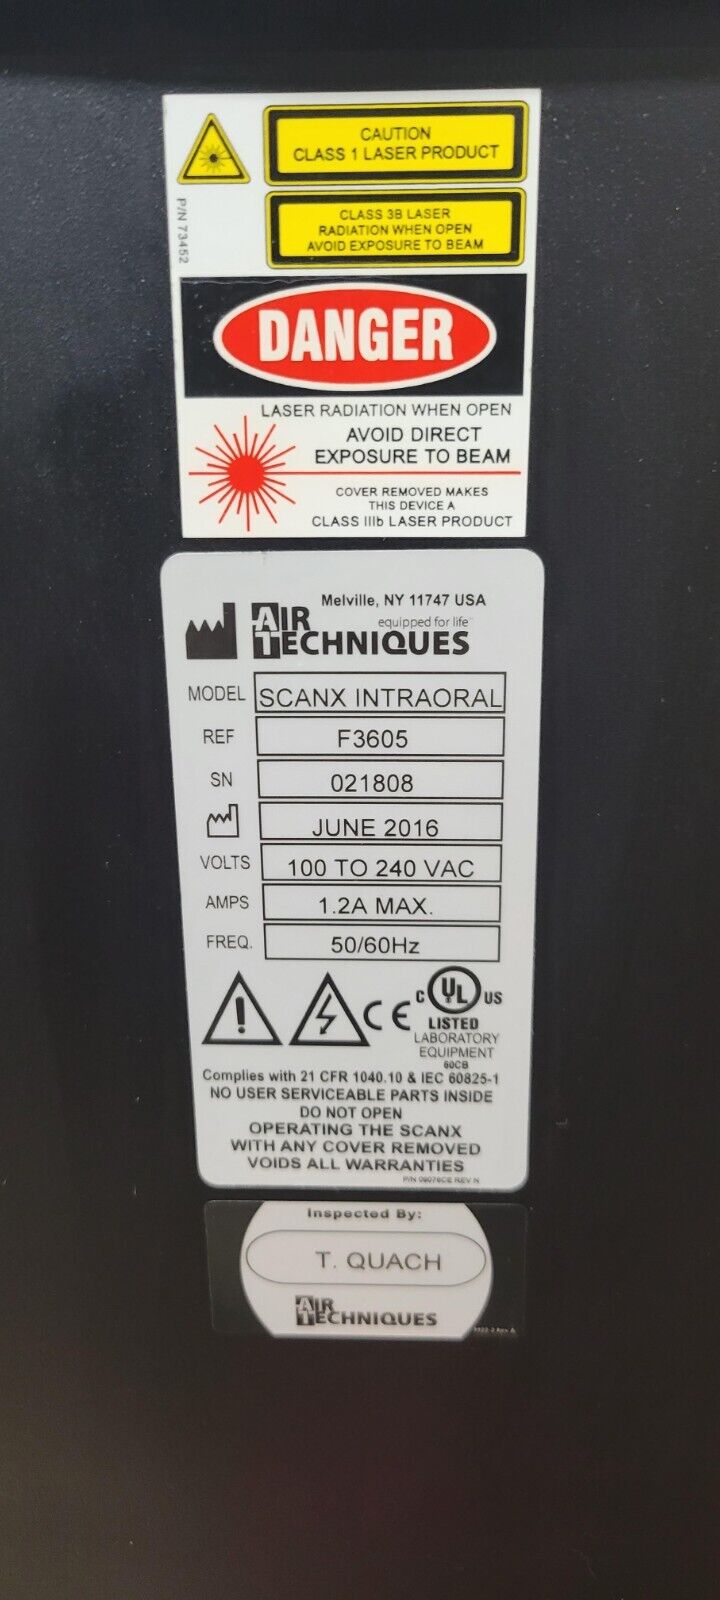 CAUTION
CLASS 1 LASER PRODUCT
P/N 73452
CLASS 3B LASER
RADIATION WHEN OPEN
AVOID EXPOSURE TO BEAM
DANGER
LASER RADIATION WHEN OPEN
AVOID DIRECT
EXPOSURE TO BEAM
COVER REMOVED MAKES
THIS DEVICE A
CLASS IIIb LASER PRODUCT
Melville, NY 11747 USA
AIR
equipped for life
TECHNIQUES
MODEL SCANX INTRAORAL
REF F3605
SN 021808
JUNE 2016
VOLTS 100 TO 240 VAC
AMPS 1.2A MAX.
FREQ. 50/60Hz
CE
C UL US
LISTED
LABORATORY
EQUIPMENT
60CB
Complies with 21 CFR 1040.10 & IEC 60825-1
NO USER SERVICEABLE PARTS INSIDE
DO NOT OPEN
OPERATING THE SCANX
WITH ANY COVER REMOVED
VOIDS ALL WARRANTIES
Inspected By:
T. QUACH
AIR
TECHNIQUES